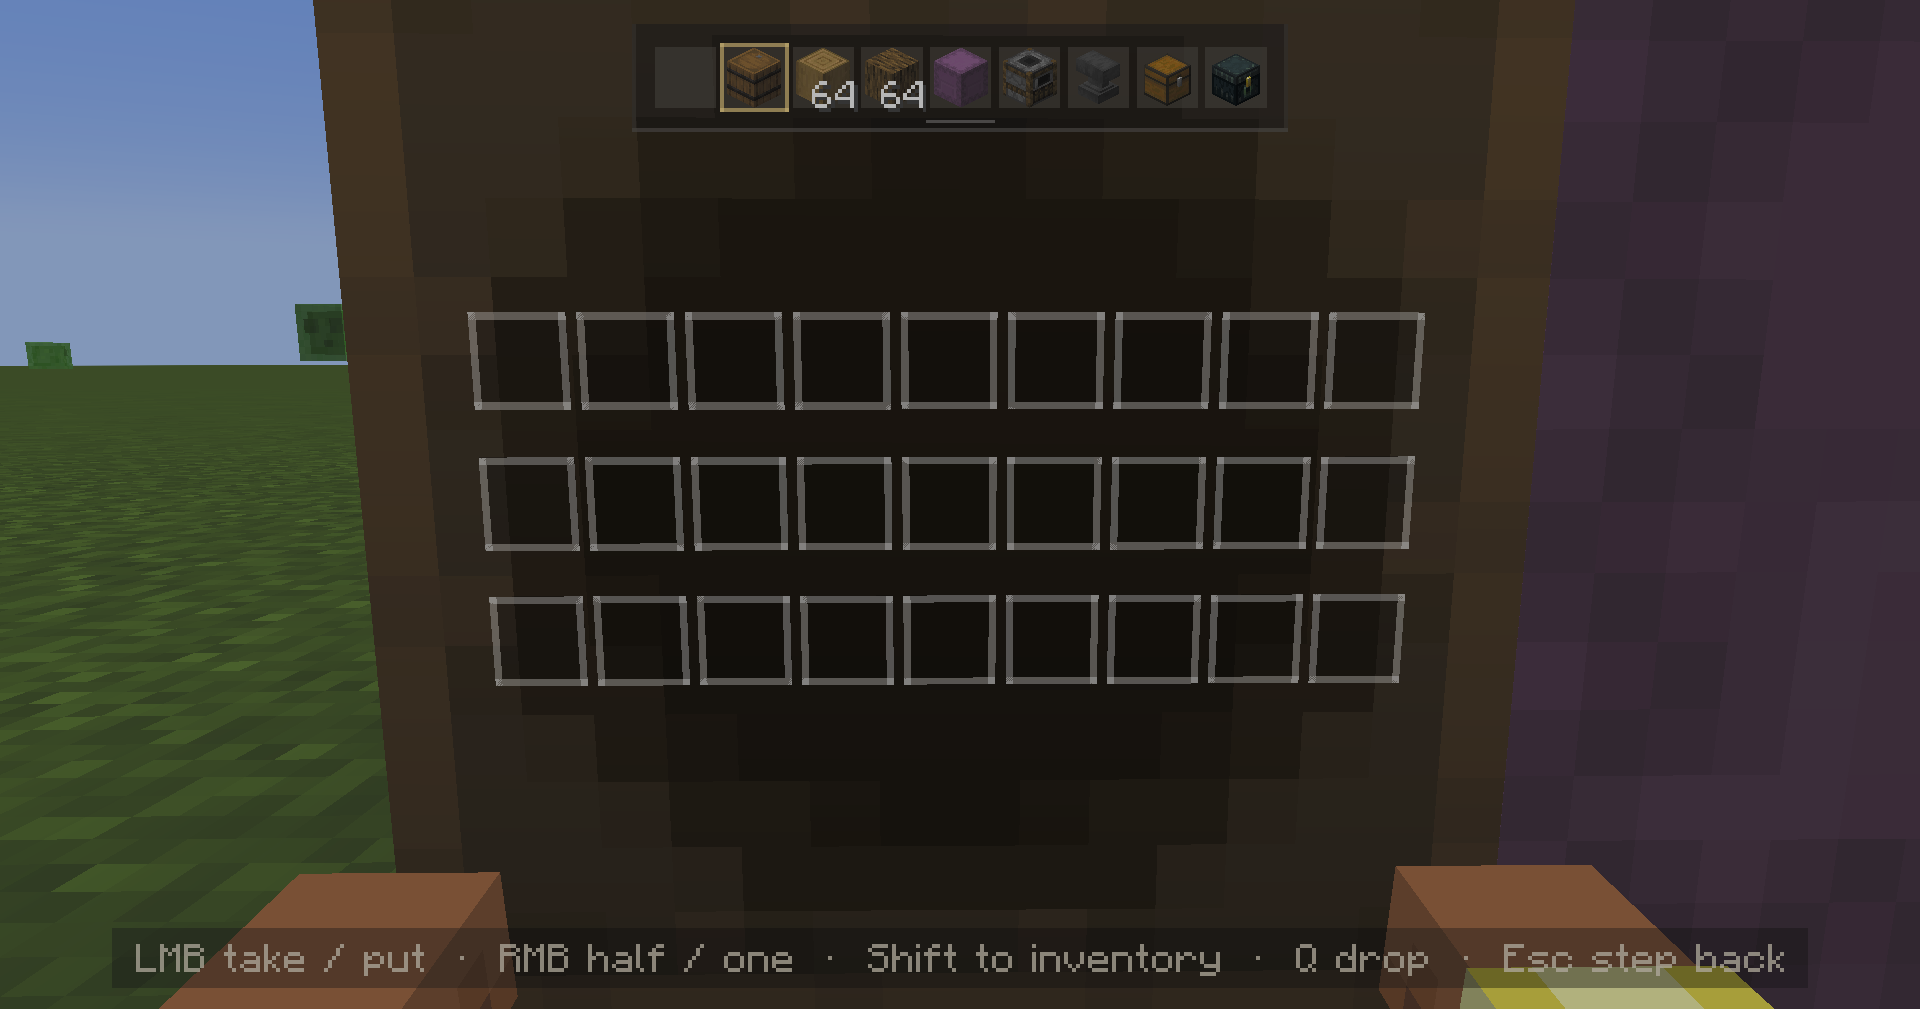 64 64
LMB take / put · RMB half / one · Shift to inventory · Q drop · Esc step back